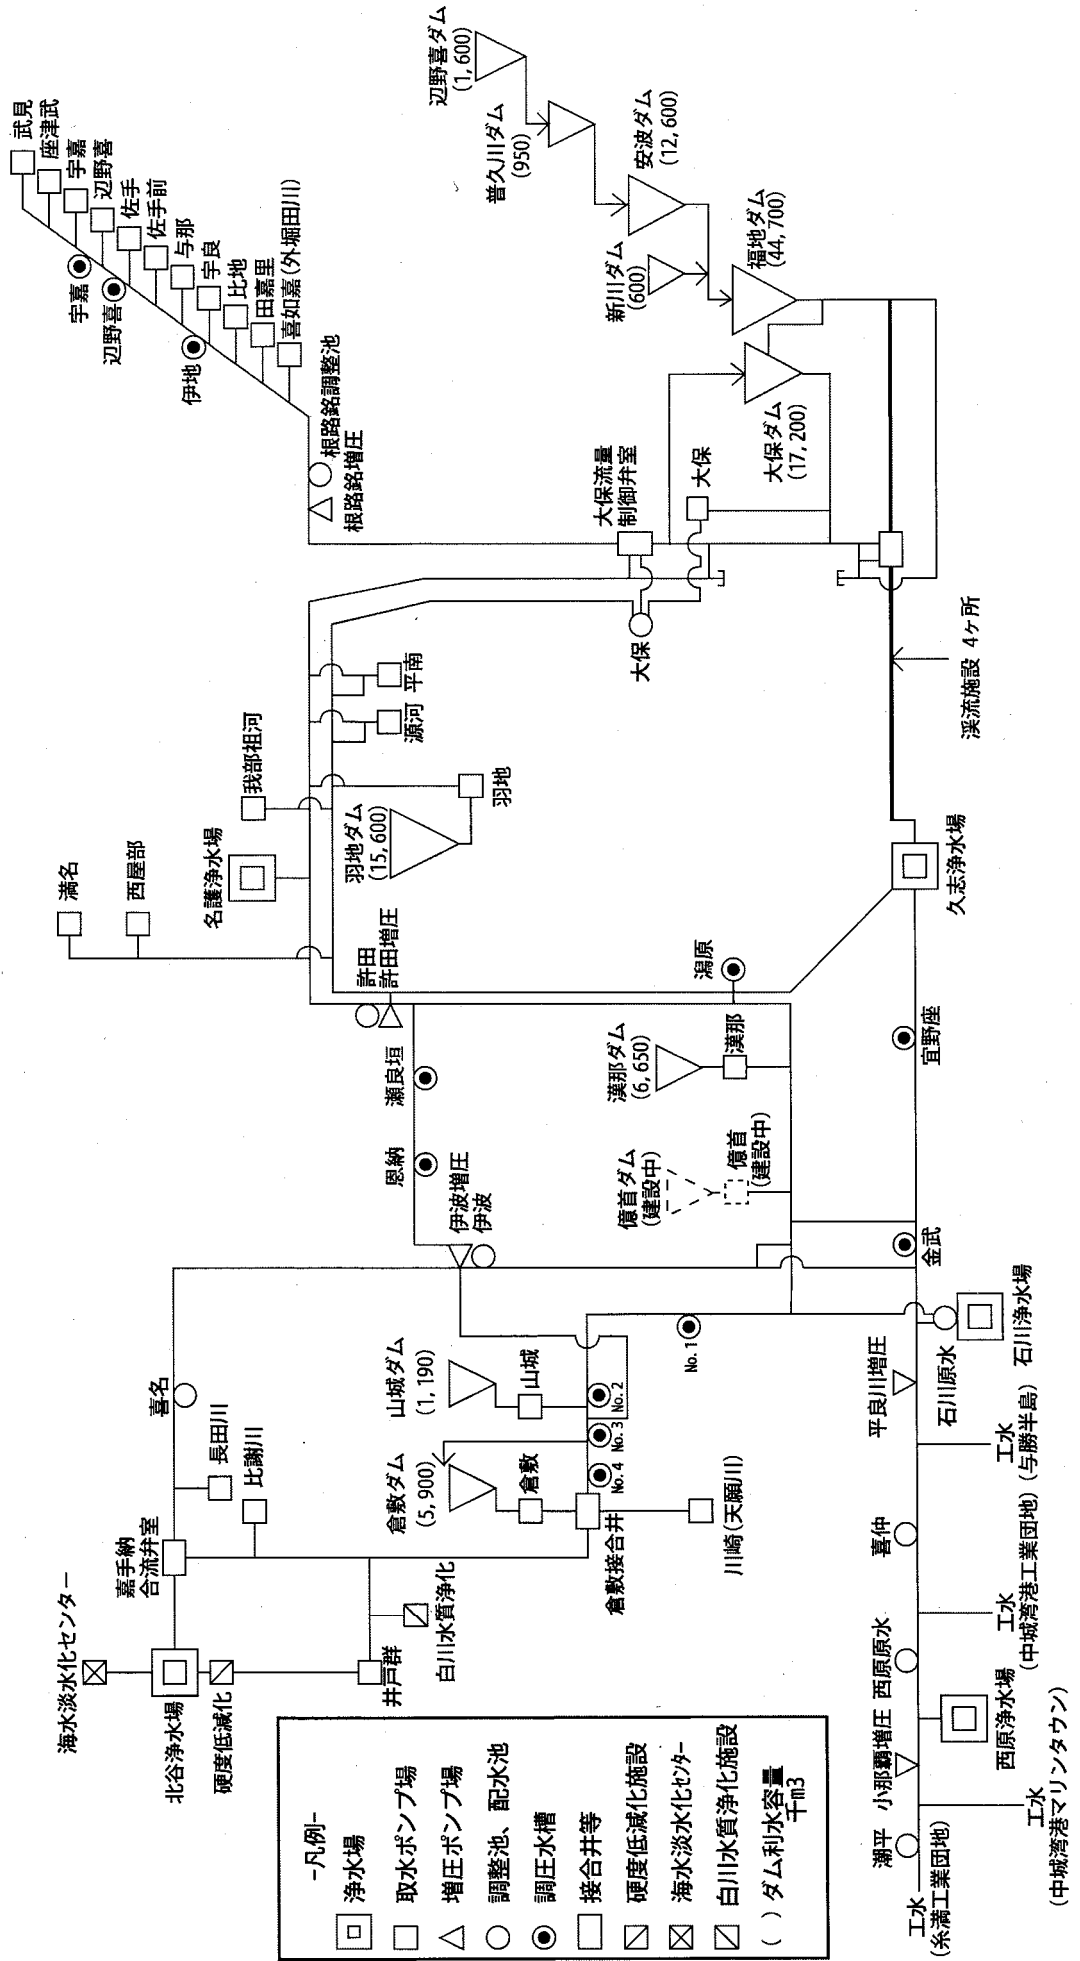 武見
座津武
宇嘉
辺野喜
佐手
佐手前
与那
宇良
比地
田嘉里
喜如嘉(外堀田川)
宇嘉
辺野喜
伊地
根路銘調整池
根路銘増圧
辺野喜ダム
(1,600)
普久川ダム
(950)
安波ダム
(12,600)
新川ダム
(600)
福地ダム
(44,700)
大保ダム
(17,200)
大保流量
制御弁室
大保
大保
渓流施設 4ヶ所
平南
源河
羽地
我部祖河
羽地ダム
(15,600)
名護浄水場
満名
西屋部
許田
許田増圧
久志浄水場
潟原
漢那ダム
(6,650)
漢那
宜野座
瀬良垣
恩納
億首ダム
(建設中)
億首
(建設中)
伊波増圧
伊波
金武
石川浄水場
石川原水
平良川増圧
No.1
山城ダム
(1,190)
山城
No.2
No.3
No.4
倉敷ダム
(5,900)
倉敷
倉敷接合井
川崎(天願川)
喜名
長田川
比謝川
嘉手納
合流弁室
海水淡水化センター
北谷浄水場
硬度低減化
井戸群
白川水質浄化
工水
(与勝半島)
喜仲
工水
(中城湾港工業団地)
西原原水
西原浄水場
小那覇増圧
工水
(中城湾港マリンタウン)
潮平
工水
(糸満工業団地)
-凡例-
浄水場
取水ポンプ場
増圧ポンプ場
調整池、配水池
調圧水槽
接合井等
硬度低減化施設
海水淡水化センター
白川水質浄化施設
( ) ダム利水容量
千m3